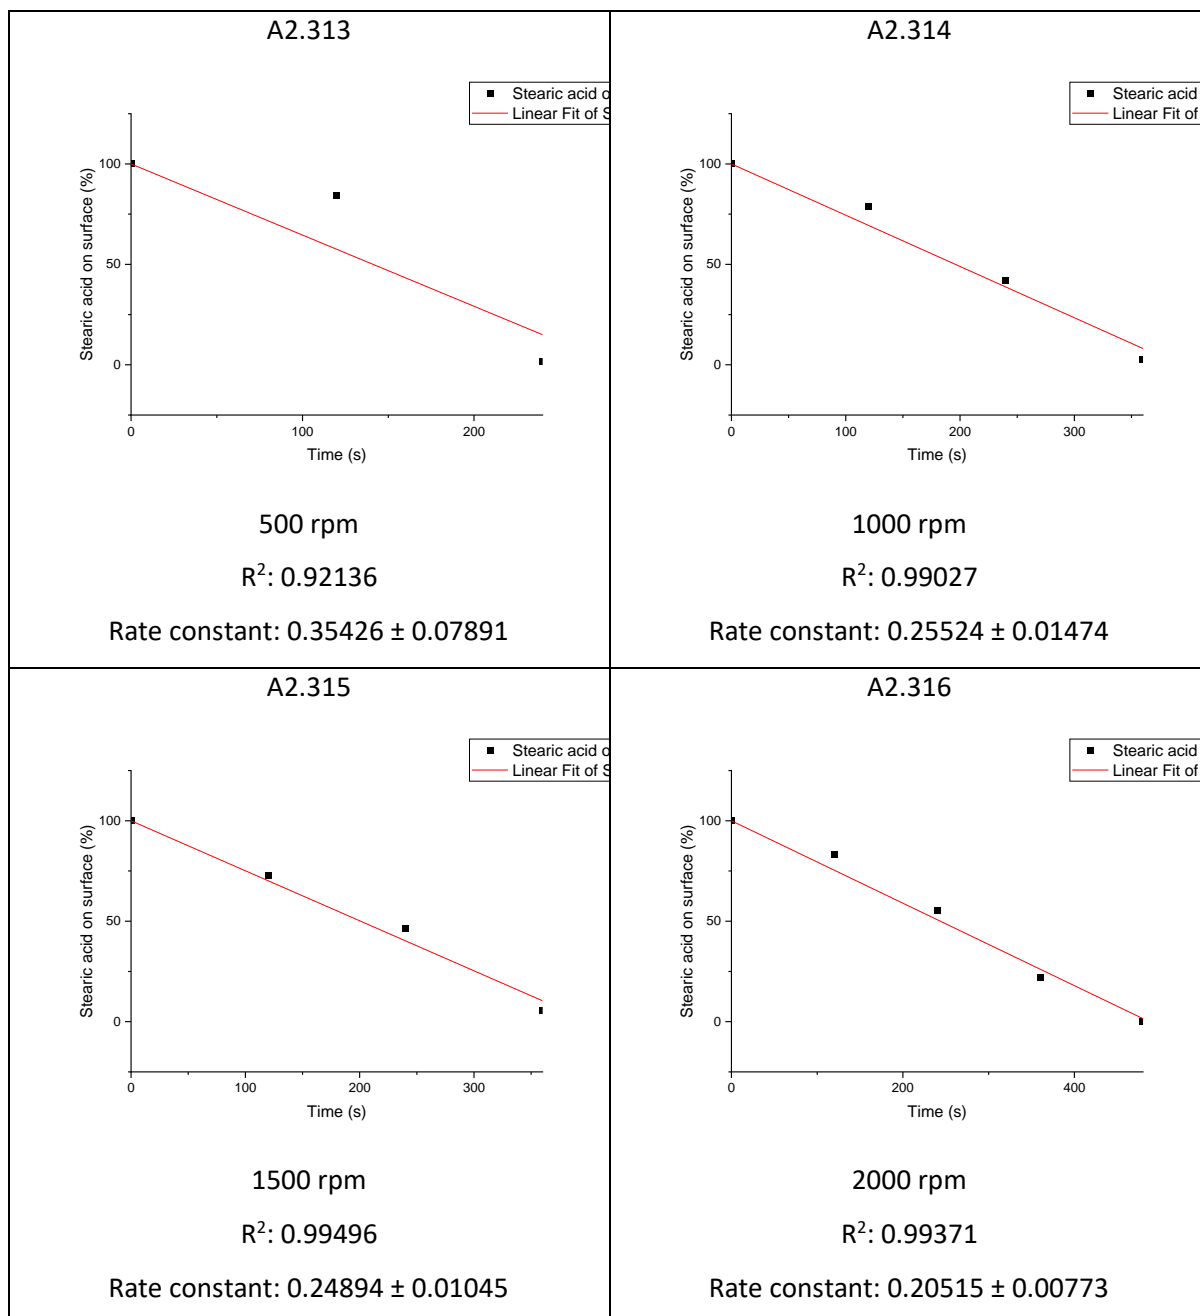 A2.313
Stearic acid o
Linear Fit of S
Stearic acid on surface (%)
100
50
0
0 100 200
Time (s)
500 rpm
R²: 0.92136
Rate constant: 0.35426 ± 0.07891
A2.314
Stearic acid
Linear Fit of
Stearic acid on surface (%)
100
50
0
0 100 200 300
Time (s)
1000 rpm
R²: 0.99027
Rate constant: 0.25524 ± 0.01474
A2.315
Stearic acid o
Linear Fit of S
Stearic acid on surface (%)
100
50
0
0 100 200 300
Time (s)
1500 rpm
R²: 0.99496
Rate constant: 0.24894 ± 0.01045
A2.316
Stearic acid
Linear Fit of
Stearic acid on surface (%)
100
50
0
0 200 400
Time (s)
2000 rpm
R²: 0.99371
Rate constant: 0.20515 ± 0.00773